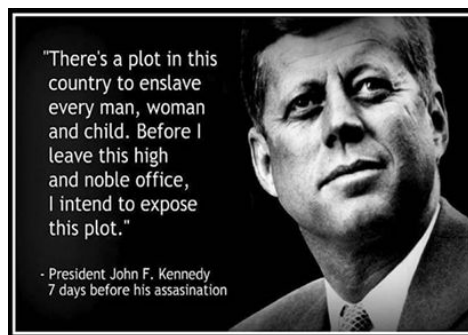 "There's a plot in this
country to enslave
every man, woman
and child. Before I
leave this high
and noble office,
I intend to expose
this plot."
- President John F. Kennedy
7 days before his assasination